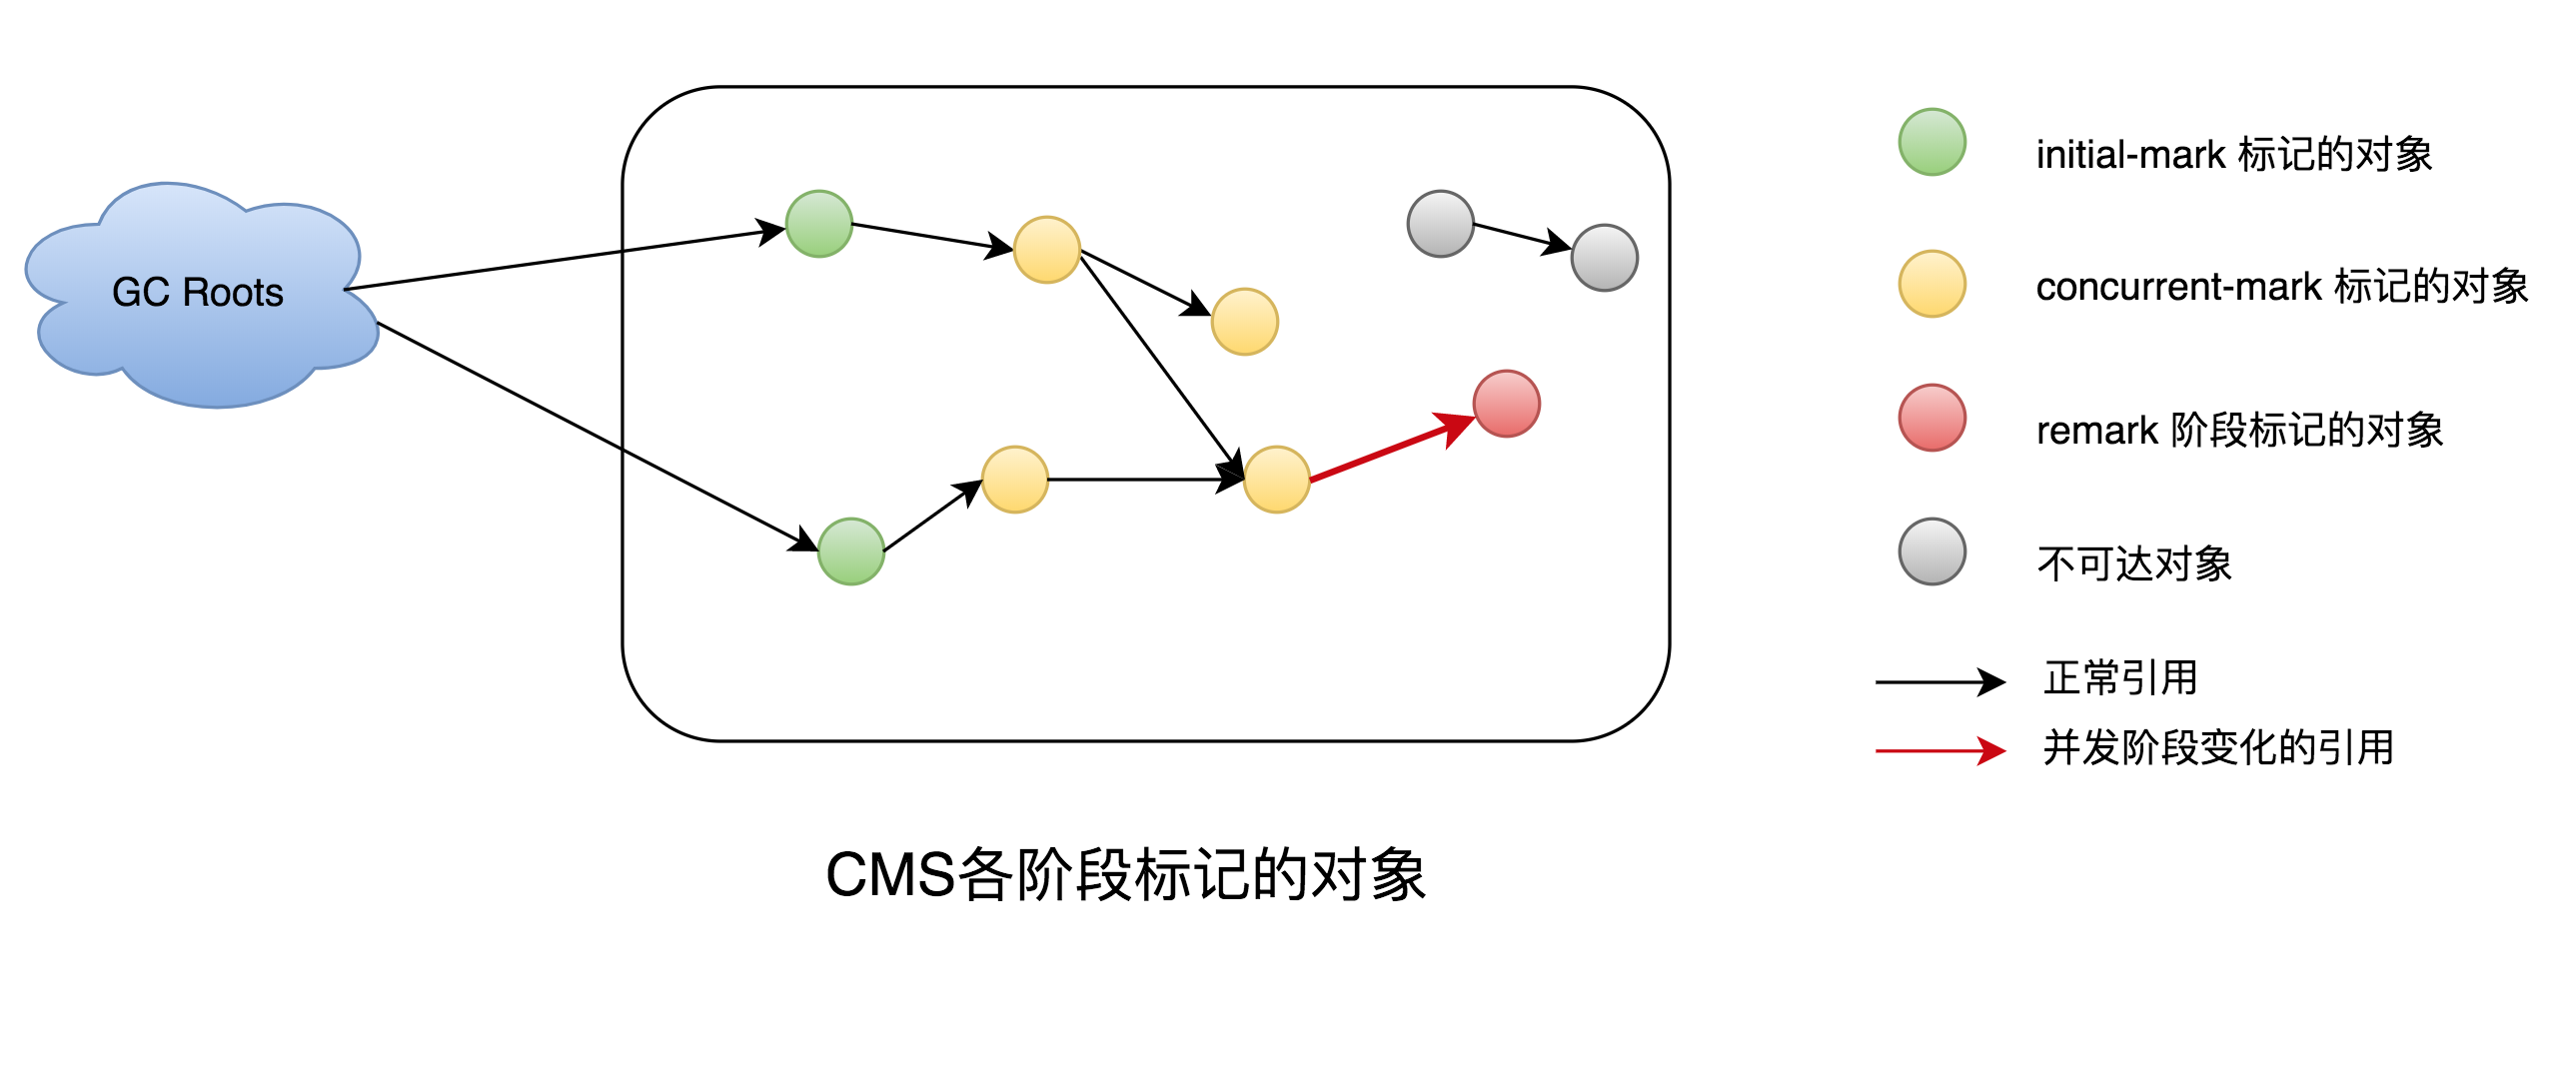 GC Roots
initial-mark 标记的对象
concurrent-mark 标记的对象
remark 阶段标记的对象
不可达对象
正常引用
并发阶段变化的引用
CMS各阶段标记的对象